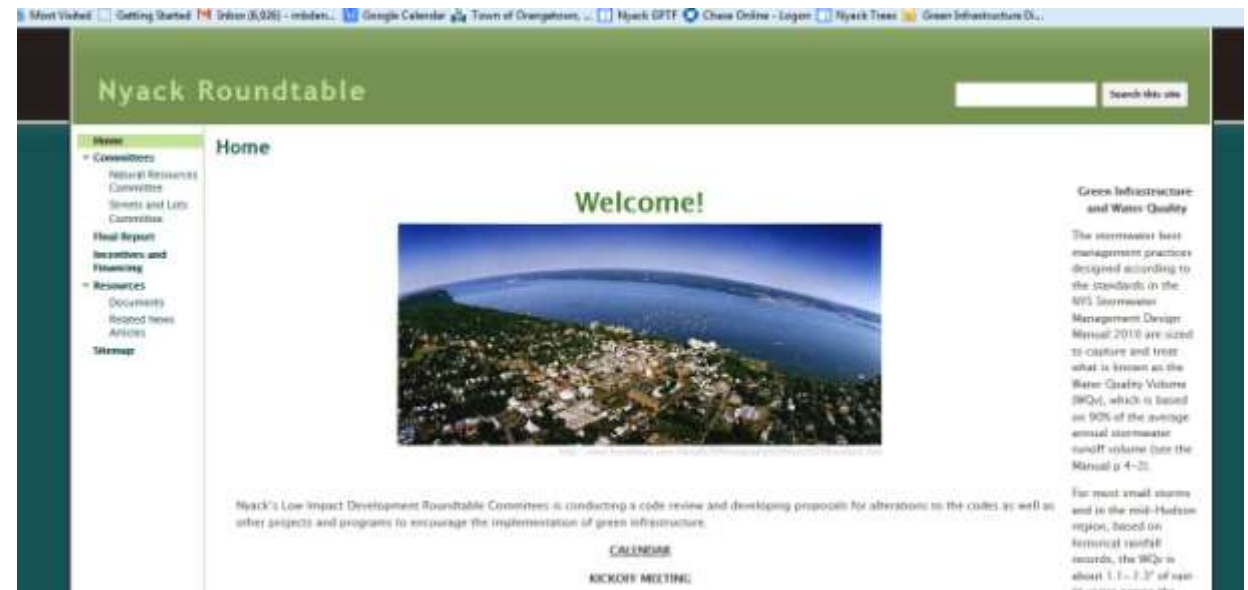 Most Visited Getting Started Inbox (6,026) - Google Calendar Town of Orangetown, ... Nyack GPTF Chase Online - Logon Nyack Trees Green Infrastructure Di...
Nyack Roundtable
Search this site
Home
Committees
Natural Resources
Committee
Streets and Lots
Committee
Final Report
Incentives and
Financing
Resources
Documents
Related News
Articles
Sitemap
Home
Welcome!
Nyack's Low Impact Development Roundtable Committees is conducting a code review and developing proposals for alterations to the codes as well as
other projects and programs to encourage the implementation of green infrastructure.
CALENDAR
KICKOFF MEETING
Green Infrastructure
and Water Quality
The stormwater best
management practices
designed according to
the standards in the
NYS Stormwater
Management Design
Manual 2010 are sized
to capture and treat
what is known as the
Water Quality Volume
(WQv), which is based
on 90% of the average
annual stormwater
runoff volume (see the
Manual p 4-2).
For most small storms
and in the mid-Hudson
region, based on
historical rainfall
records, the WQv is
about 1.1-1.3" of rain